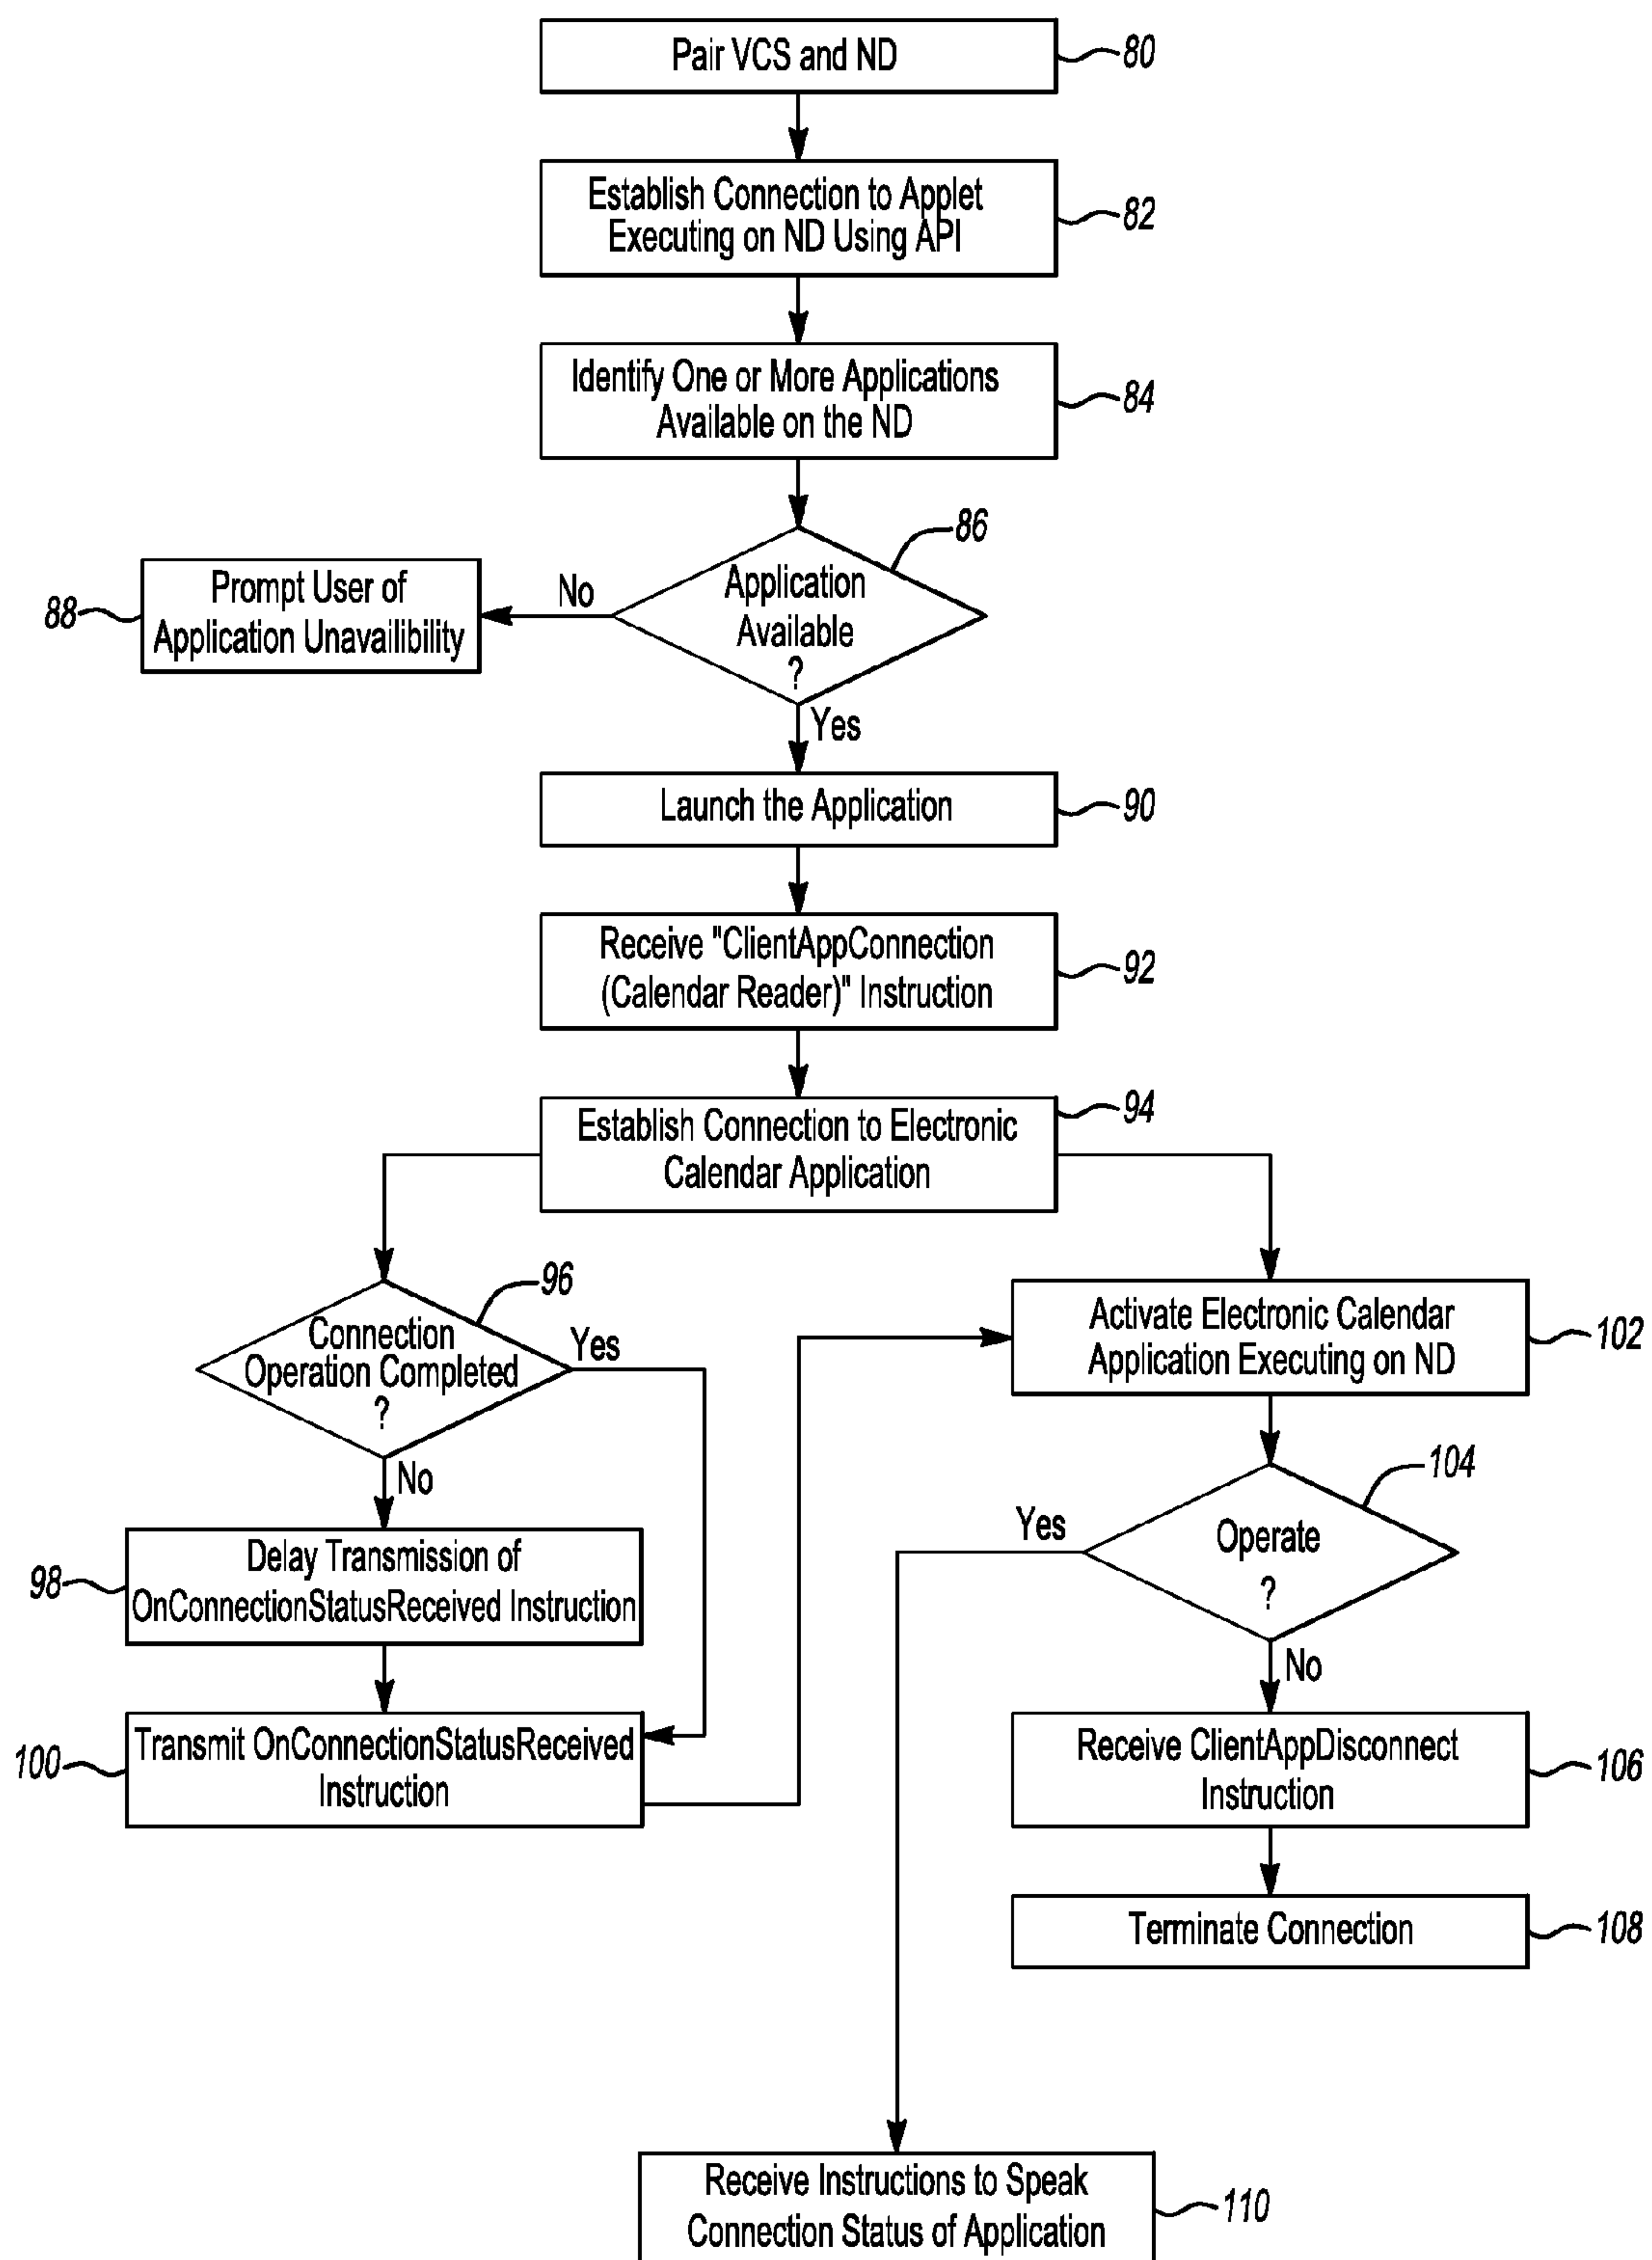 Pair VCS and ND
80
Establish Connection to Applet
Executing on ND Using API
82
Identify One or More Applications
Available on the ND
84
86
Application
Available
?
No
Prompt User of
Application Unavailibility
88
Yes
Launch the Application
90
Receive "ClientAppConnection
(Calendar Reader)" Instruction
92
Establish Connection to Electronic
Calendar Application
94
96
Connection
Operation Completed
?
Yes
No
Delay Transmission of
OnConnectionStatusReceived Instruction
98
Transmit OnConnectionStatusReceived
Instruction
100
Activate Electronic Calendar
Application Executing on ND
102
104
Operate
?
Yes
No
Receive ClientAppDisconnect
Instruction
106
Terminate Connection
108
Receive Instructions to Speak
Connection Status of Application
110